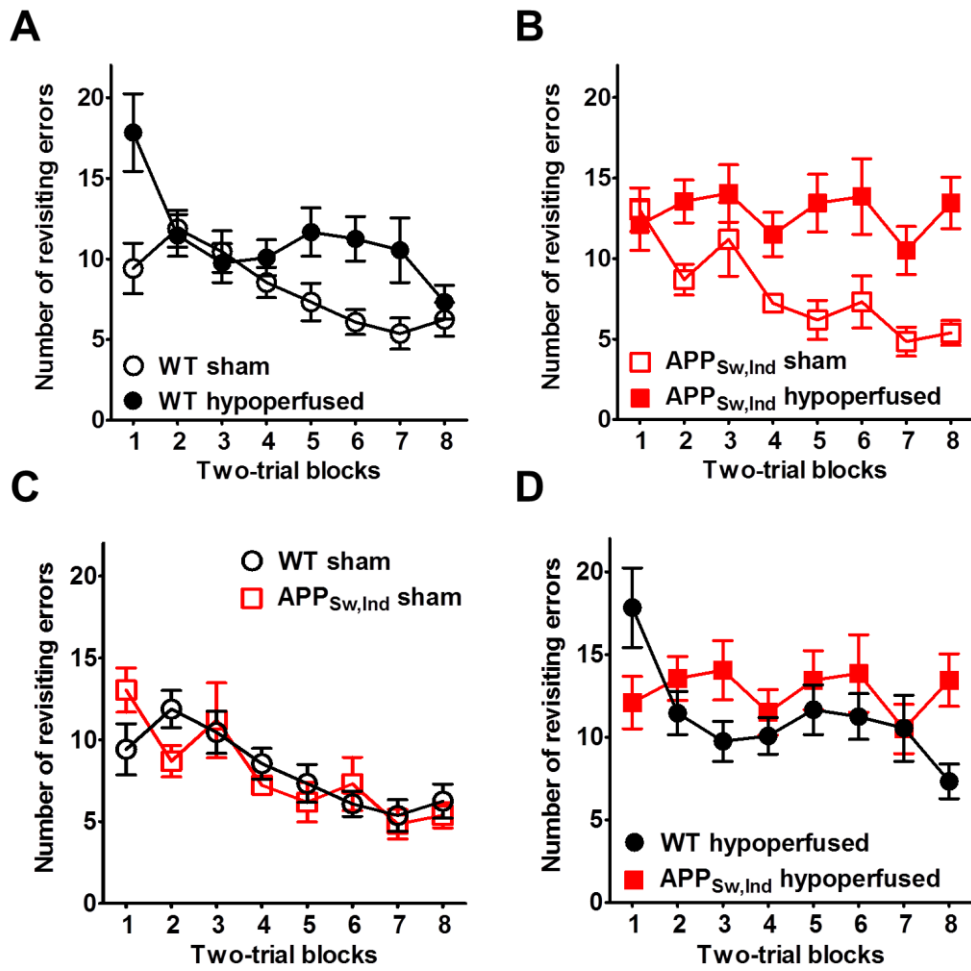 A
Number of revisiting errors
20
15
10
5
0
WT sham
WT hypoperfused
1 2 3 4 5 6 7 8
Two-trial blocks
B
Number of revisiting errors
20
15
10
5
0
APPSw,Ind sham
APPSw,Ind hypoperfused
1 2 3 4 5 6 7 8
Two-trial blocks
C
Number of revisiting errors
20
15
10
5
0
WT sham
APPSw,Ind sham
1 2 3 4 5 6 7 8
Two-trial blocks
D
Number of revisiting errors
20
15
10
5
0
WT hypoperfused
APPSw,Ind hypoperfused
1 2 3 4 5 6 7 8
Two-trial blocks